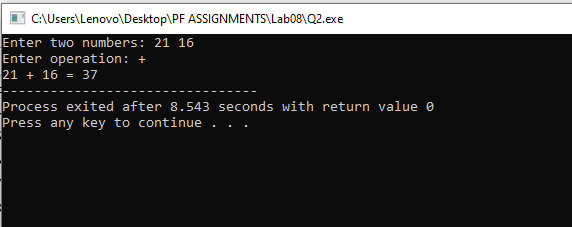 C:\Users\Lenovo\Desktop\PF ASSIGNMENTS\Lab08\Q2.exe
Enter two numbers: 21 16
Enter operation: +
21 + 16 = 37
--------------------------------
Process exited after 8.543 seconds with return value 0
Press any key to continue . . .